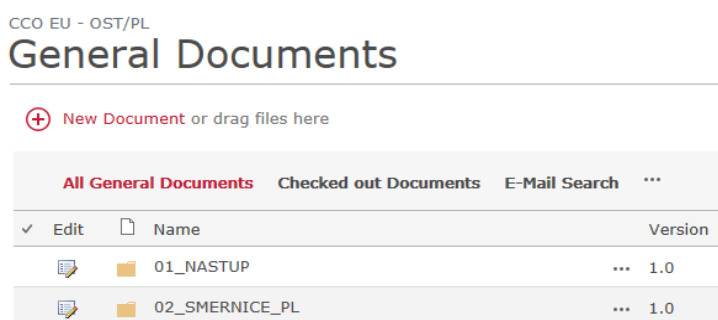 CCO EU - OST/PL
General Documents
New Document or drag files here
All General Documents Checked out Documents E-Mail Search ...
Edit Name Version
01_NASTUP ... 1.0
02_SMERNICE_PL ... 1.0